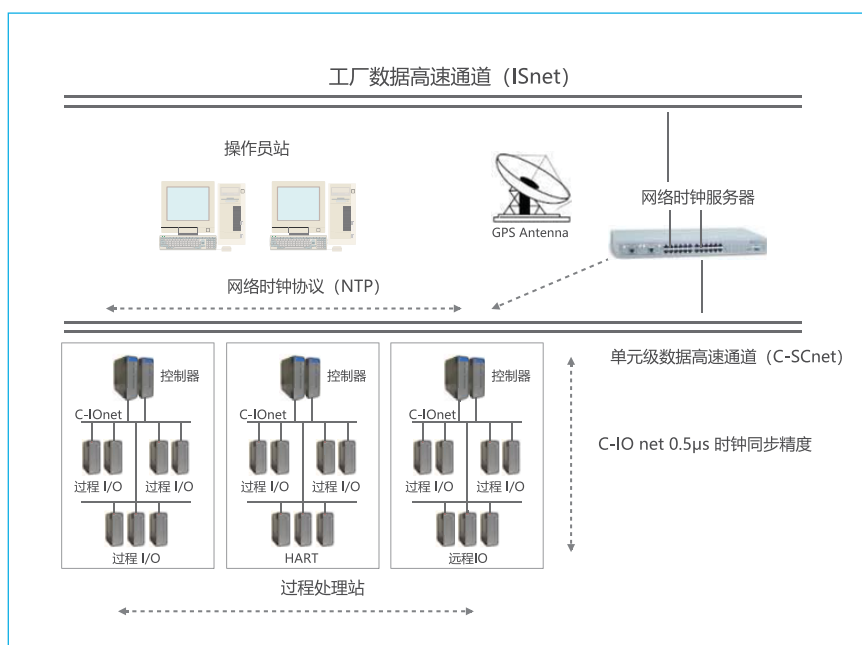 工厂数据高速通道（ISnet）
操作员站
网络时钟服务器
GPS Antenna
网络时钟协议（NTP）
单元级数据高速通道（C-SCnet）
控制器
控制器
控制器
C-IOnet
C-IOnet
C-IOnet
C-IO net 0.5μs 时钟同步精度
过程 I/O
过程 I/O
过程 I/O
过程 I/O
过程 I/O
过程 I/O
过程 I/O
HART
远程IO
过程处理站